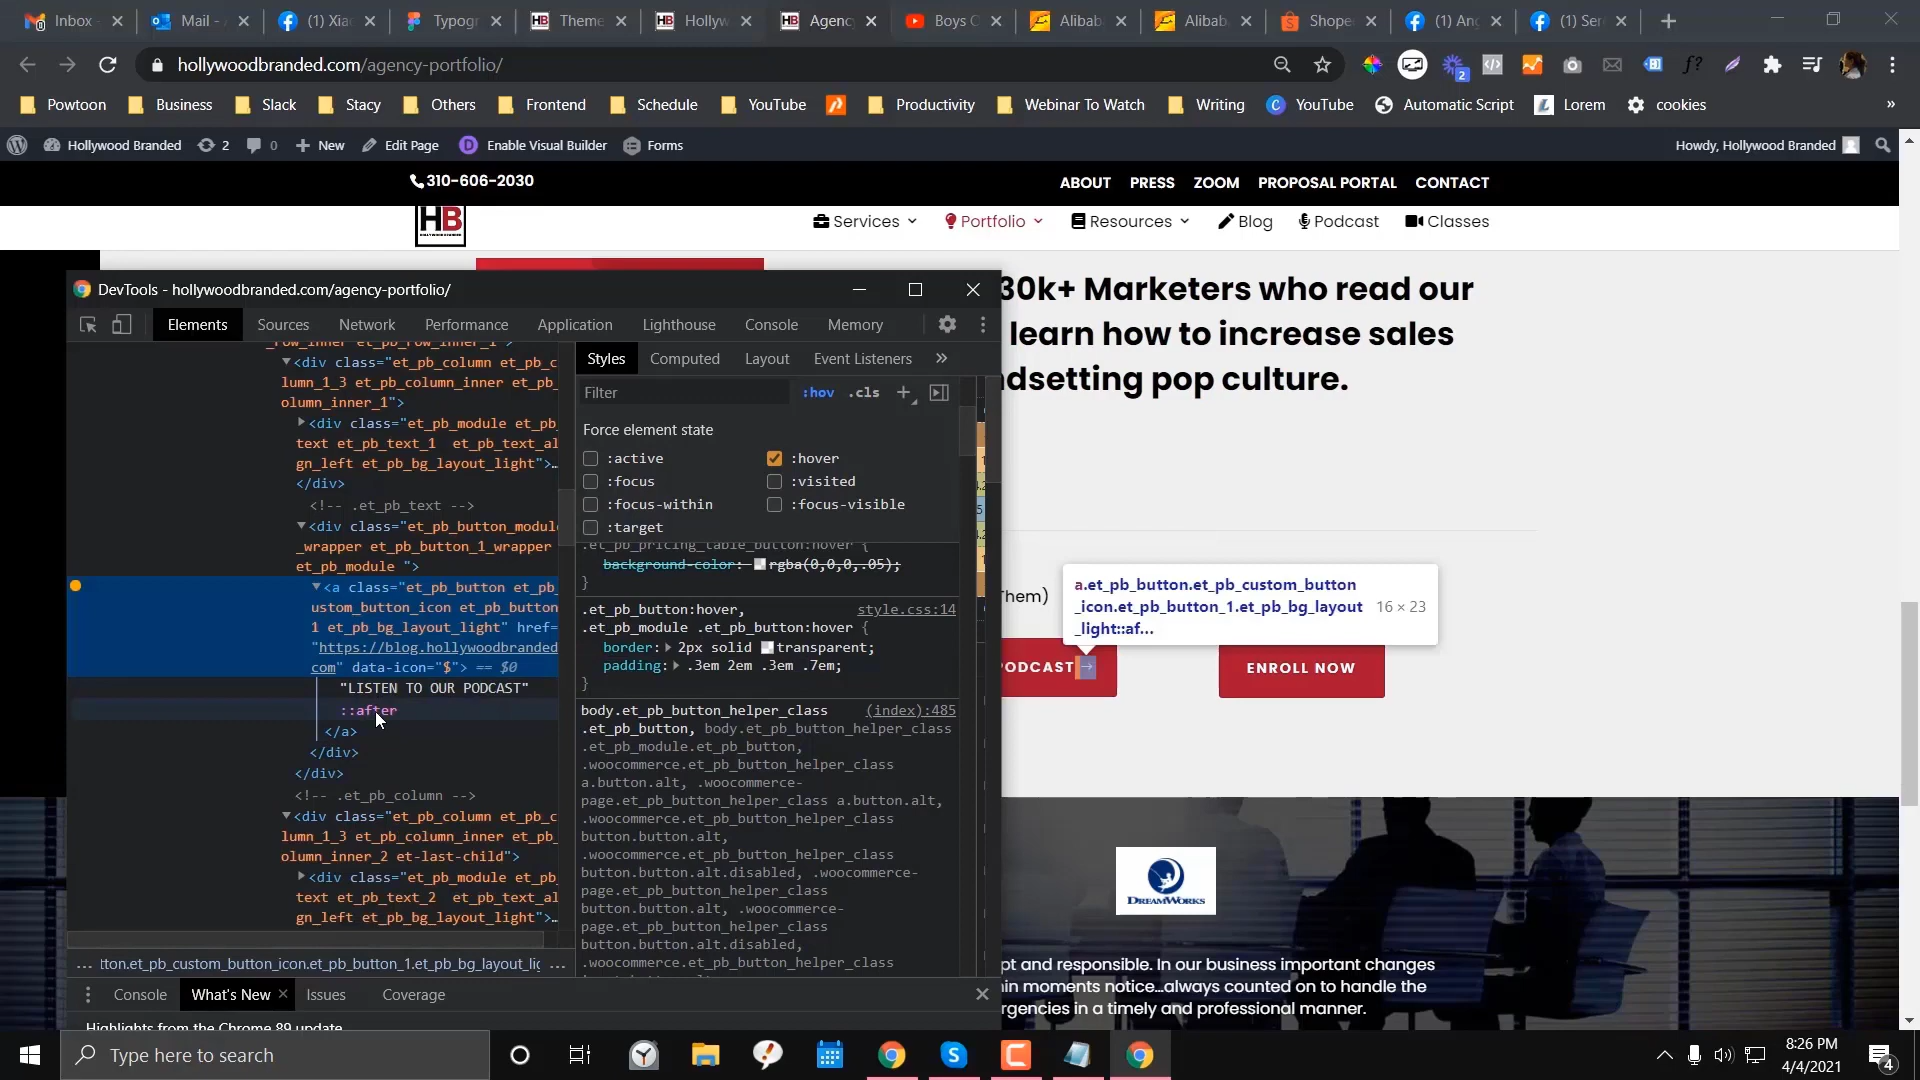 Inbox -
Mail -
(1) Xia
Typogr
Theme
Hollyw
Agency
Boys C
Alibab
Alibab
Shope
(1) An
(1) Ser
hollywoodbranded.com/agency-portfolio/
Powtoon
Business
Slack
Stacy
Others
Frontend
Schedule
YouTube
Productivity
Webinar To Watch
Writing
YouTube
Automatic Script
Lorem
cookies
»
Hollywood Branded
2
0
New
Edit Page
Enable Visual Builder
Forms
Howdy, Hollywood Branded
310-606-2030
ABOUT
PRESS
ZOOM
PROPOSAL PORTAL
CONTACT
HB
Services
Portfolio
Resources
Blog
Podcast
Classes
DevTools - hollywoodbranded.com/agency-portfolio/
30k+ Marketers who read our
learn how to increase sales
ndsetting pop culture.
Elements
Sources
Network
Performance
Application
Lighthouse
Console
Memory
Styles
Computed
Layout
Event Listeners
»
Filter
:hov
.cls
Force element state
:active
:hover
:focus
:visited
:focus-within
:focus-visible
:target
_row_inner et_pb_row_inner_1">
<div class="et_pb_column et_pb_c
lumn_1_3 et_pb_column_inner et_pb_
olumn_inner_1">
<div class="et_pb_module et_pb_
text et_pb_text_1  et_pb_text_al
gn_left et_pb_bg_layout_light">…
</div>
<!-- .et_pb_text -->
<div class="et_pb_button_module
_wrapper et_pb_button_1_wrapper
et_pb_module ">
<a class="et_pb_button et_pb_
ustom_button_icon et_pb_button
1 et_pb_bg_layout_light" href=
"https://blog.hollywoodbranded
com" data-icon="$"> == $0
"LISTEN TO OUR PODCAST"
::after
</a>
</div>
</div>
<!-- .et_pb_column -->
<div class="et_pb_column et_pb_c
lumn_1_3 et_pb_column_inner et_pb_
olumn_inner_2 et-last-child">
<div class="et_pb_module et_pb_
text et_pb_text_2  et_pb_text_al
gn_left et_pb_bg_layout_light">…
.et_pb_pricing_table_button:hover {
background-color: rgba(0,0,0,.05);
}
.et_pb_button:hover, style.css:14
.et_pb_module .et_pb_button:hover {
border: 2px solid transparent;
padding: .3em 2em .3em .7em;
}
body.et_pb_button_helper_class (index):485
.et_pb_button, body.et_pb_button_helper_class
.et_pb_module.et_pb_button,
.woocommerce.et_pb_button_helper_class
a.button.alt, .woocommerce-
page.et_pb_button_helper_class a.button.alt,
.woocommerce.et_pb_button_helper_class
button.button.alt,
.woocommerce.et_pb_button_helper_class
button.button.alt.disabled, .woocommerce-
page.et_pb_button_helper_class
button.button.alt, .woocommerce-
page.et_pb_button_helper_class
button.button.alt.disabled,
.woocommerce.et_pb_button_helper_class
hem)
a.et_pb_button.et_pb_custom_button
_icon.et_pb_button_1.et_pb_bg_layout 16 × 23
_light::af…
ODCAST
ENROLL NOW
DREAMWORKS
pt and responsible. In our business important changes
in moments notice…always counted on to handle the
rgencies in a timely and professional manner.
… tton.et_pb_custom_button_icon.et_pb_button_1.et_pb_bg_layout_lig …
Console
What's New
Issues
Coverage
Highlights from the Chrome 89 update
Type here to search
8:26 PM
4/4/2021
4